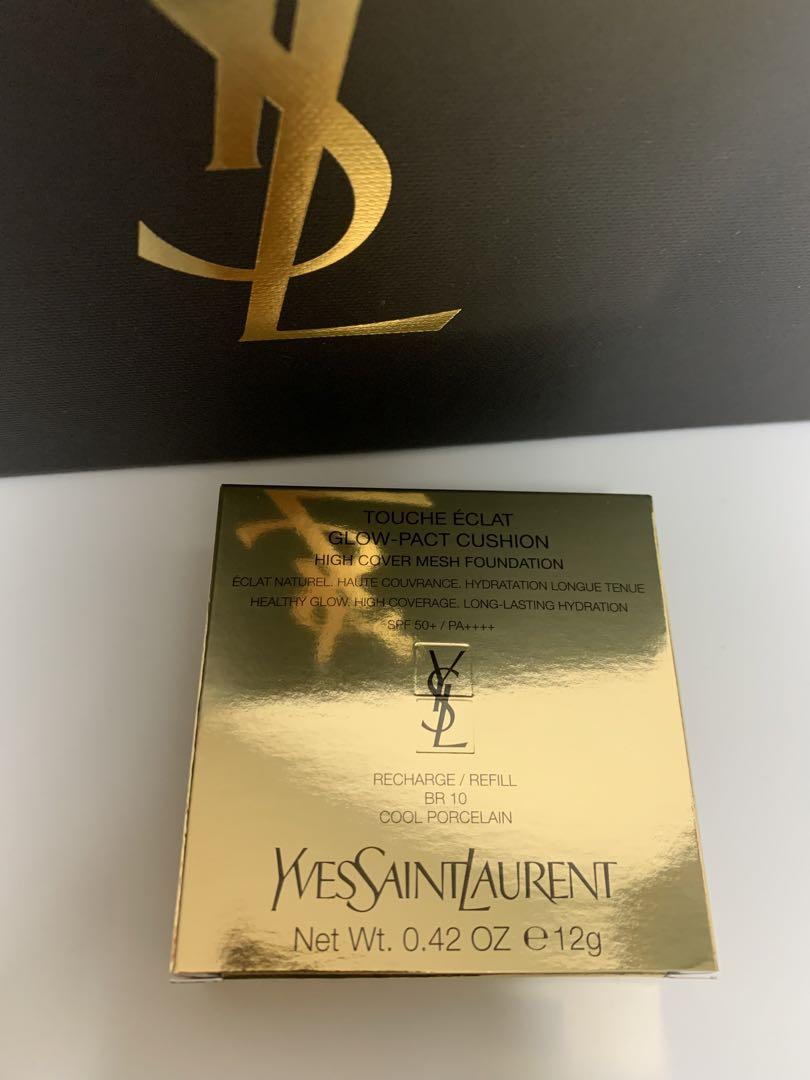 YSL
TOUCHE ÉCLAT
GLOW-PACT CUSHION
HIGH COVER MESH FOUNDATION
ÉCLAT NATUREL. HAUTE COUVRANCE. HYDRATATION LONGUE TENUE
HEALTHY GLOW. HIGH COVERAGE. LONG-LASTING HYDRATION
SPF 50+ / PA++++
YSL
RECHARGE / REFILL
BR 10
COOL PORCELAIN
YVESSAINTLAURENT
Net Wt. 0.42 OZ ℮12g